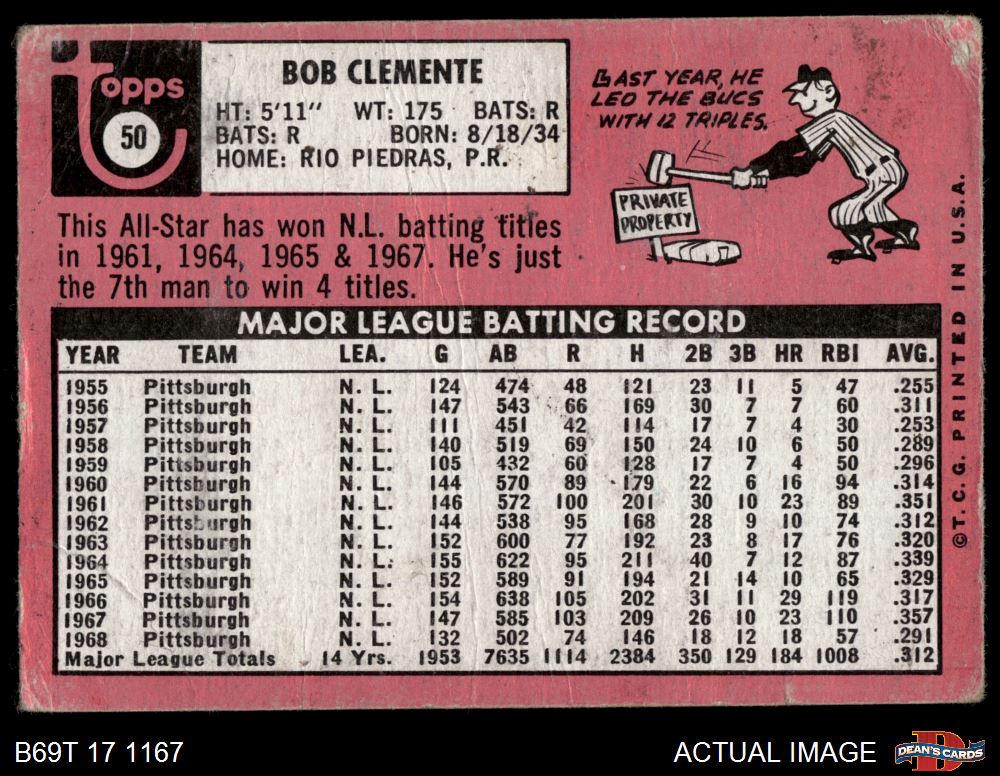 Topps
50
BOB CLEMENTE
HT: 5'11" WT: 175 BATS: R
BATS: R BORN: 8/18/34
HOME: RIO PIEDRAS, P.R.
LAST YEAR, HE
LED THE BUCS
WITH 12 TRIPLES.
PRIVATE
PROPERTY
This All-Star has won N.L. batting titles
in 1961, 1964, 1965 & 1967. He's just
the 7th man to win 4 titles.
MAJOR LEAGUE BATTING RECORD
YEAR TEAM LEA. G AB R H 2B 3B HR RBI AVG.
1955 Pittsburgh N. L. 124 474 48 121 23 11 5 47 .255
1956 Pittsburgh N. L. 147 543 66 169 30 7 7 60 .311
1957 Pittsburgh N. L. 111 451 42 114 17 7 4 30 .253
1958 Pittsburgh N. L. 140 519 69 150 24 10 6 50 .289
1959 Pittsburgh N. L. 105 432 60 128 17 7 4 50 .296
1960 Pittsburgh N. L. 144 570 89 179 22 6 16 94 .314
1961 Pittsburgh N. L. 146 572 100 201 30 10 23 89 .351
1962 Pittsburgh N. L. 144 538 95 168 28 9 10 74 .312
1963 Pittsburgh N. L. 152 600 77 192 23 8 17 76 .320
1964 Pittsburgh N. L. 155 622 95 211 40 7 12 87 .339
1965 Pittsburgh N. L. 152 589 91 194 21 14 10 65 .329
1966 Pittsburgh N. L. 154 638 105 202 31 11 29 119 .317
1967 Pittsburgh N. L. 147 585 103 209 26 10 23 110 .357
1968 Pittsburgh N. L. 132 502 74 146 18 12 18 57 .291
Major League Totals 14 Yrs. 1953 7635 1114 2384 350 129 184 1008 .312
©T. C. G. PRINTED IN U.S.A.
B69T 17 1167
ACTUAL IMAGE
D
DEAN'S CARDS